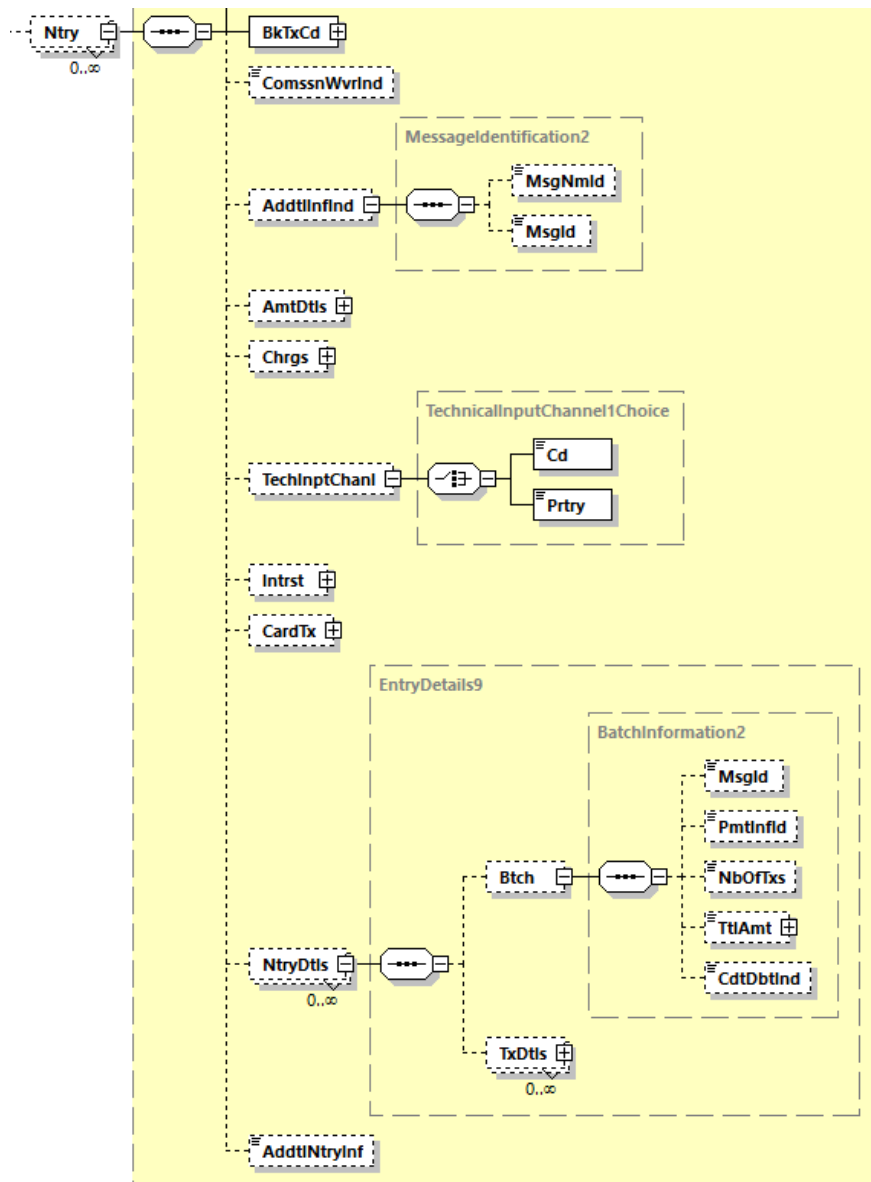 Ntry
0..∞
BkTxCd
ComssnWvrInd
MessageIdentification2
AddtlInfInd
MsgNmId
MsgId
AmtDtls
Chrgs
TechnicalInputChannel1Choice
TechInptChanl
Cd
Prtry
Intrst
CardTx
EntryDetails9
BatchInformation2
NtryDtls
0..∞
Btch
MsgId
PmtInfId
NbOfTxs
TtlAmt
CdtDbtInd
TxDtls
0..∞
AddtlNtryInf